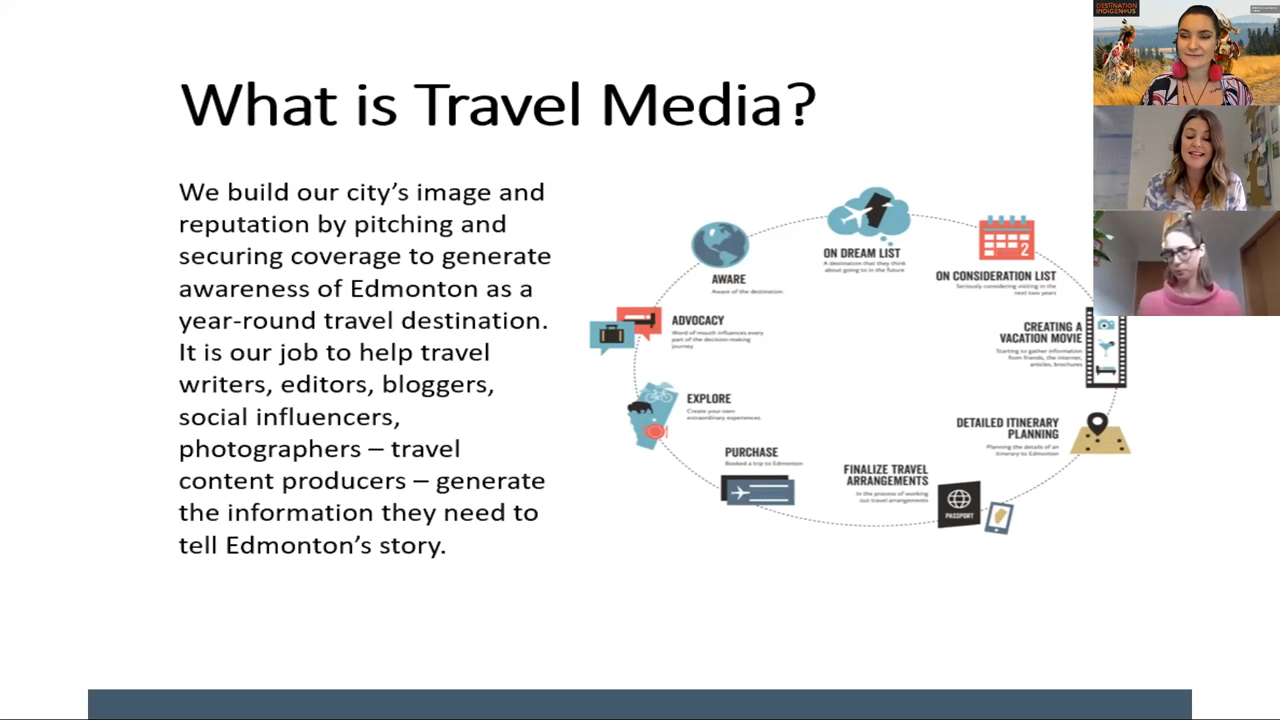 What is Travel Media?
We build our city's image and
reputation by pitching and
securing coverage to generate
awareness of Edmonton as a
year-round travel destination.
It is our job to help travel
writers, editors, bloggers,
social influencers,
photographers – travel
content producers – generate
the information they need to
tell Edmonton's story.
AWARE
Aware of the destination
ON DREAM LIST
A destination that they think
about going to in the future
2
ON CONSIDERATION LIST
Seriously considering visiting in the
next two years
CREATING A
VACATION MOVIE
Starting to gather information
from friends, the internet,
articles, brochures
DETAILED ITINERARY
PLANNING
Planning the details of an
itinerary to Edmonton
FINALIZE TRAVEL
ARRANGEMENTS
In the process of working
out travel arrangements
PASSPORT
PURCHASE
Booked a trip to Edmonton
EXPLORE
Create your own
extraordinary experiences
ADVOCACY
Word of mouth influences every
part of the decision-making
journey
DESTINATION
INDIGENOUS